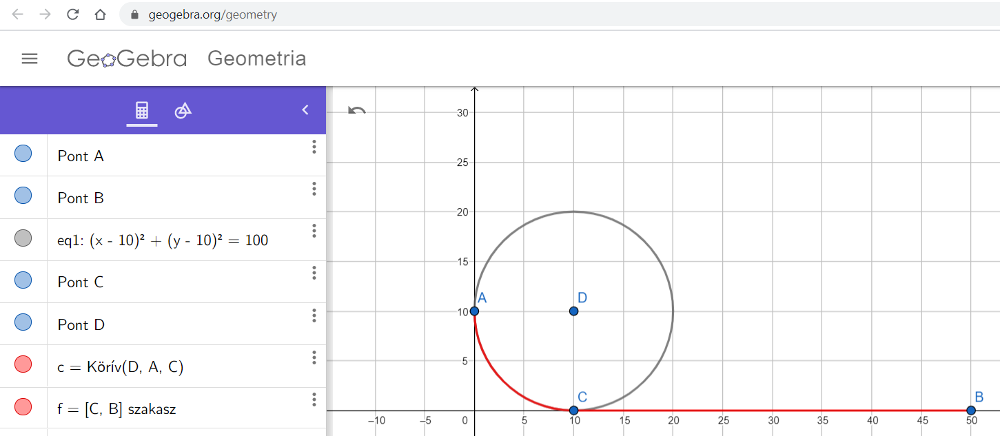 geogebra.org/geometry
GeoGebra Geometria
Pont A
Pont B
eq1: (x - 10)² + (y - 10)² = 100
Pont C
Pont D
c = Körív(D, A, C)
f = [C, B] szakasz
30
25
20
15
A
D
10
5
C
B
–10 –5 0 5 10 15 20 25 30 35 40 45 50